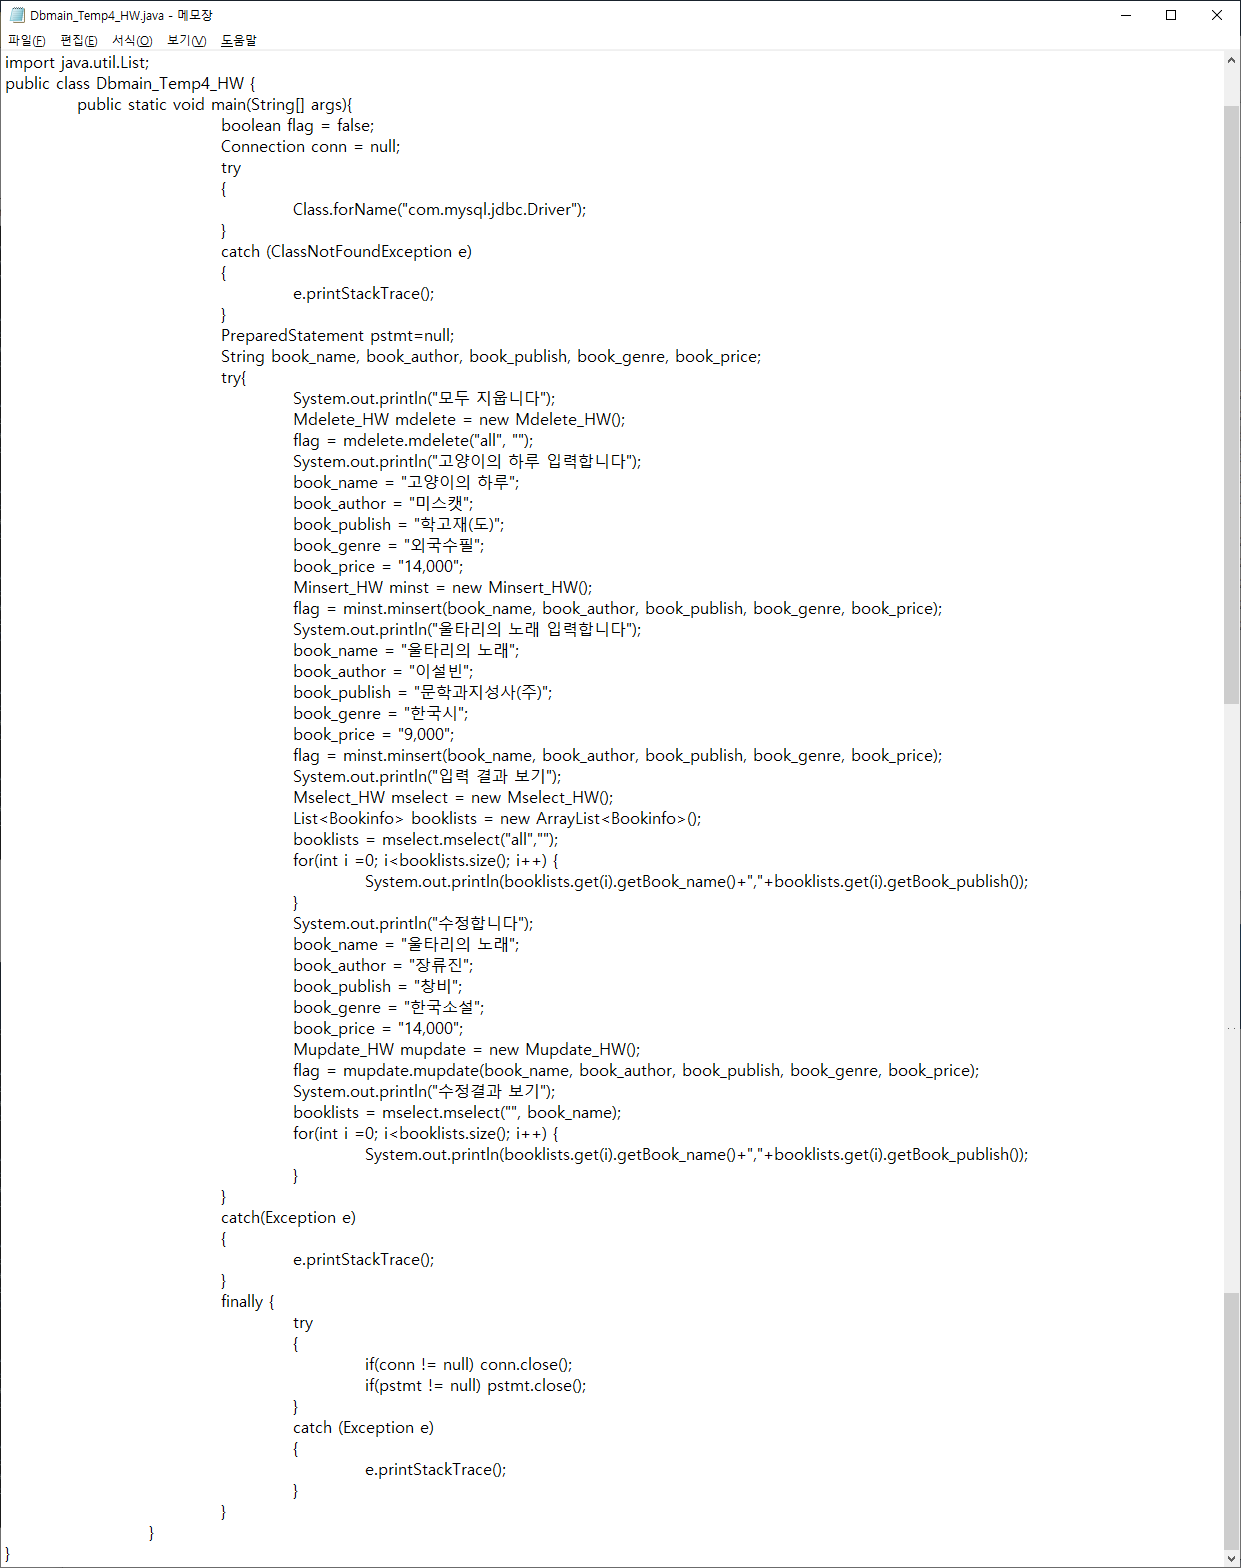 Dbmain_Temp4_HW.java - 메모장
파일(F) 편집(E) 서식(O) 보기(V) 도움말
import java.util.List;
public class Dbmain_Temp4_HW {
public static void main(String[] args){
boolean flag = false;
Connection conn = null;
try
{
Class.forName("com.mysql.jdbc.Driver");
}
catch (ClassNotFoundException e)
{
e.printStackTrace();
}
PreparedStatement pstmt=null;
String book_name, book_author, book_publish, book_genre, book_price;
try{
System.out.println("모두 지웁니다");
Mdelete_HW mdelete = new Mdelete_HW();
flag = mdelete.mdelete("all", "");
System.out.println("고양이의 하루 입력합니다");
book_name = "고양이의 하루";
book_author = "미스캣";
book_publish = "학고재(도)";
book_genre = "외국수필";
book_price = "14,000";
Minsert_HW minst = new Minsert_HW();
flag = minst.minsert(book_name, book_author, book_publish, book_genre, book_price);
System.out.println("울타리의 노래 입력합니다");
book_name = "울타리의 노래";
book_author = "이설빈";
book_publish = "문학과지성사(주)";
book_genre = "한국시";
book_price = "9,000";
flag = minst.minsert(book_name, book_author, book_publish, book_genre, book_price);
System.out.println("입력 결과 보기");
Mselect_HW mselect = new Mselect_HW();
List<Bookinfo> booklists = new ArrayList<Bookinfo>();
booklists = mselect.mselect("all","");
for(int i =0; i<booklists.size(); i++) {
System.out.println(booklists.get(i).getBook_name()+","+booklists.get(i).getBook_publish());
}
System.out.println("수정합니다");
book_name = "울타리의 노래";
book_author = "장류진";
book_publish = "창비";
book_genre = "한국소설";
book_price = "14,000";
Mupdate_HW mupdate = new Mupdate_HW();
flag = mupdate.mupdate(book_name, book_author, book_publish, book_genre, book_price);
System.out.println("수정결과 보기");
booklists = mselect.mselect("", book_name);
for(int i =0; i<booklists.size(); i++) {
System.out.println(booklists.get(i).getBook_name()+","+booklists.get(i).getBook_publish());
}
}
catch(Exception e)
{
e.printStackTrace();
}
finally {
try
{
if(conn != null) conn.close();
if(pstmt != null) pstmt.close();
}
catch (Exception e)
{
e.printStackTrace();
}
}
}
}